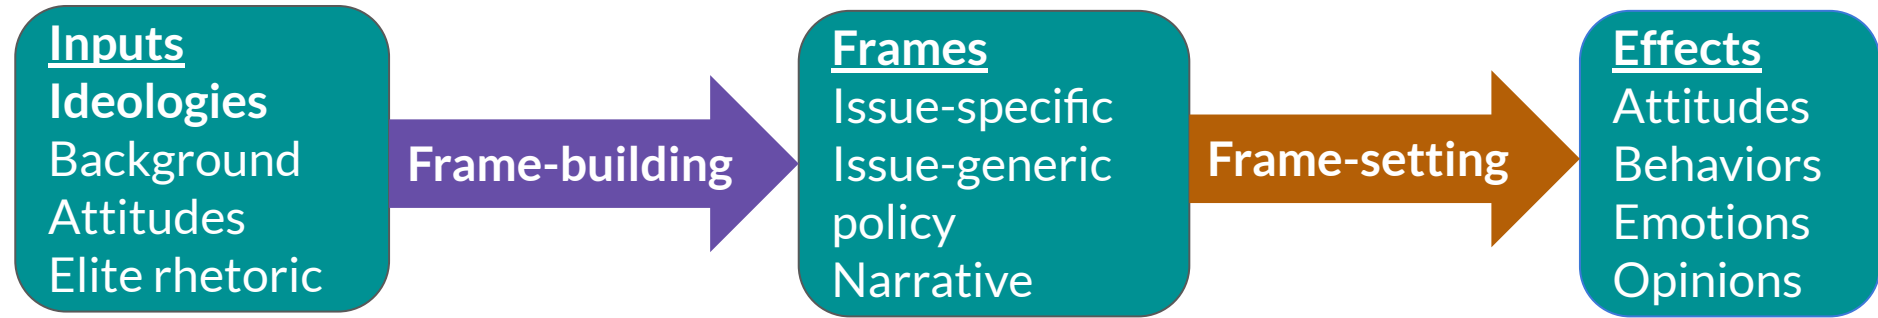 Inputs
Ideologies
Background
Attitudes
Elite rhetoric
Frame-building
Frames
Issue-specific
Issue-generic
policy
Narrative
Frame-setting
Effects
Attitudes
Behaviors
Emotions
Opinions